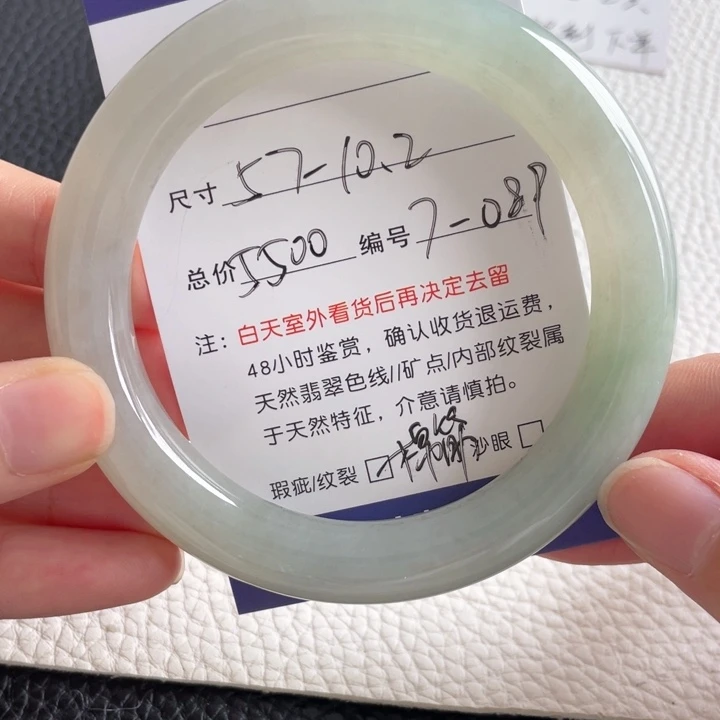 尺寸 57-10.2
总价 5500 编号 7-089
注：白天室外看货后再决定去留
48小时鉴赏，确认收货退运费，
天然翡翠色线//矿点/内部纹裂属
于天然特征，介意请慎拍。
瑕疵/纹裂 ☑ 棉 砂眼 □